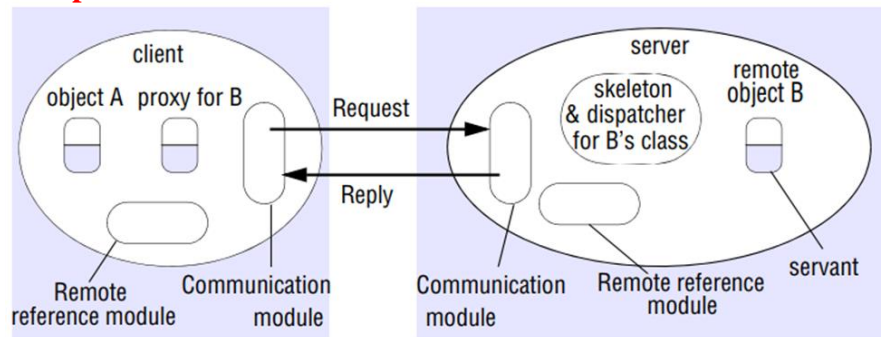 client
object A proxy for B
Request
Reply
Remote
reference module
Communication
module
server
skeleton
& dispatcher
for B's class
remote
object B
Communication
module
Remote reference
module
servant